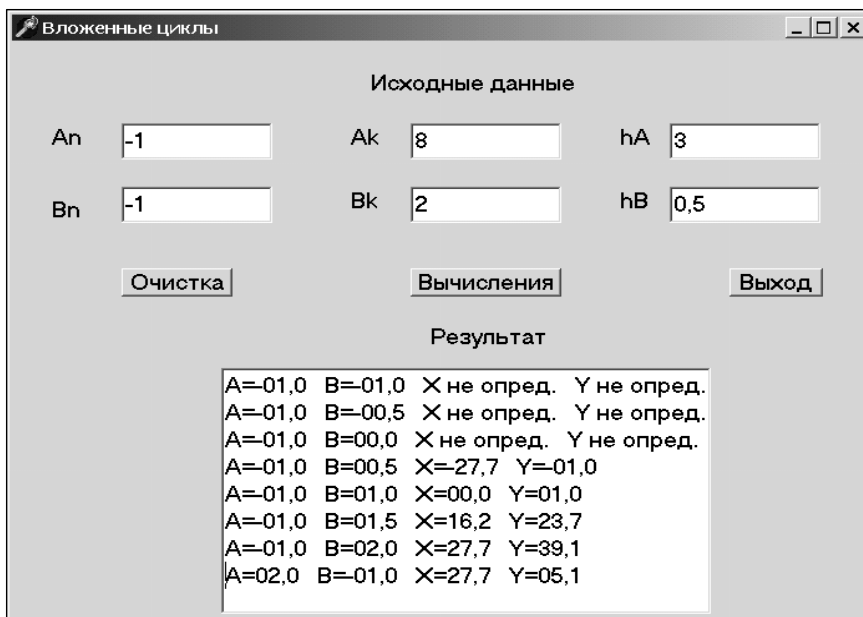 Вложенные циклы
Исходные данные
An -1 Ak 8 hA 3
Bn -1 Bk 2 hB 0,5
Очистка Вычисления Выход
Результат
A=-01,0 B=-01,0 X не опред. Y не опред.
A=-01,0 B=-00,5 X не опред. Y не опред.
A=-01,0 B=00,0 X не опред. Y не опред.
A=-01,0 B=00,5 X=-27,7 Y=-01,0
A=-01,0 B=01,0 X=00,0 Y=01,0
A=-01,0 B=01,5 X=16,2 Y=23,7
A=-01,0 B=02,0 X=27,7 Y=39,1
A=02,0 B=-01,0 X=27,7 Y=05,1